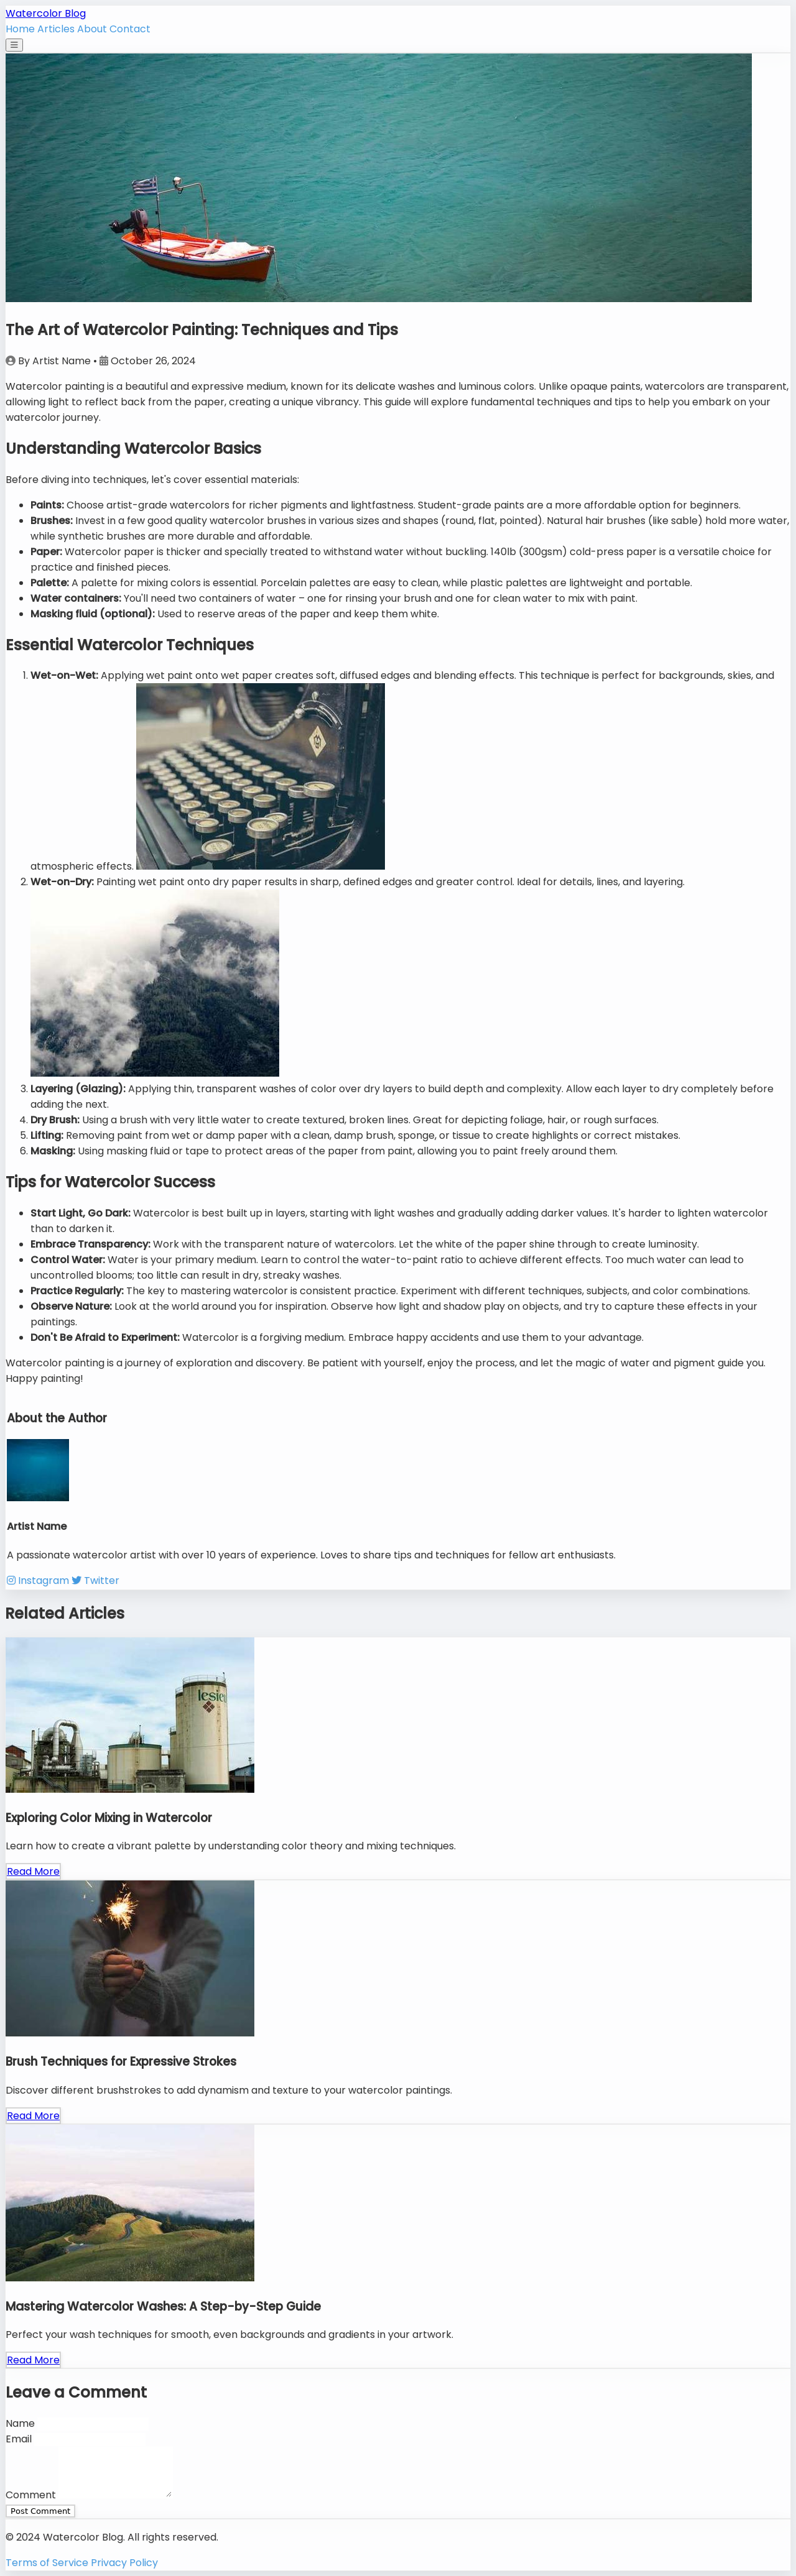 Watercolor Blog
Home Articles About Contact
The Art of Watercolor Painting: Techniques and Tips
By Artist Name • October 26, 2024
Watercolor painting is a beautiful and expressive medium, known for its delicate washes and luminous colors. Unlike opaque paints, watercolors are transparent,
allowing light to reflect back from the paper, creating a unique vibrancy. This guide will explore fundamental techniques and tips to help you embark on your
watercolor journey.
Understanding Watercolor Basics
Before diving into techniques, let's cover essential materials:
• Paints: Choose artist-grade watercolors for richer pigments and lightfastness. Student-grade paints are a more affordable option for beginners.
• Brushes: Invest in a few good quality watercolor brushes in various sizes and shapes (round, flat, pointed). Natural hair brushes (like sable) hold more water,
while synthetic brushes are more durable and affordable.
• Paper: Watercolor paper is thicker and specially treated to withstand water without buckling. 140lb (300gsm) cold-press paper is a versatile choice for
practice and finished pieces.
• Palette: A palette for mixing colors is essential. Porcelain palettes are easy to clean, while plastic palettes are lightweight and portable.
• Water containers: You'll need two containers of water – one for rinsing your brush and one for clean water to mix with paint.
• Masking fluid (optional): Used to reserve areas of the paper and keep them white.
Essential Watercolor Techniques
1. Wet-on-Wet: Applying wet paint onto wet paper creates soft, diffused edges and blending effects. This technique is perfect for backgrounds, skies, and
atmospheric effects.
2. Wet-on-Dry: Painting wet paint onto dry paper results in sharp, defined edges and greater control. Ideal for details, lines, and layering.
3. Layering (Glazing): Applying thin, transparent washes of color over dry layers to build depth and complexity. Allow each layer to dry completely before
adding the next.
4. Dry Brush: Using a brush with very little water to create textured, broken lines. Great for depicting foliage, hair, or rough surfaces.
5. Lifting: Removing paint from wet or damp paper with a clean, damp brush, sponge, or tissue to create highlights or correct mistakes.
6. Masking: Using masking fluid or tape to protect areas of the paper from paint, allowing you to paint freely around them.
Tips for Watercolor Success
• Start Light, Go Dark: Watercolor is best built up in layers, starting with light washes and gradually adding darker values. It's harder to lighten watercolor
than to darken it.
• Embrace Transparency: Work with the transparent nature of watercolors. Let the white of the paper shine through to create luminosity.
• Control Water: Water is your primary medium. Learn to control the water-to-paint ratio to achieve different effects. Too much water can lead to
uncontrolled blooms; too little can result in dry, streaky washes.
• Practice Regularly: The key to mastering watercolor is consistent practice. Experiment with different techniques, subjects, and color combinations.
• Observe Nature: Look at the world around you for inspiration. Observe how light and shadow play on objects, and try to capture these effects in your
paintings.
• Don't Be Afraid to Experiment: Watercolor is a forgiving medium. Embrace happy accidents and use them to your advantage.
Watercolor painting is a journey of exploration and discovery. Be patient with yourself, enjoy the process, and let the magic of water and pigment guide you.
Happy painting!
About the Author
Artist Name
A passionate watercolor artist with over 10 years of experience. Loves to share tips and techniques for fellow art enthusiasts.
Instagram Twitter
Related Articles
lesieur
Exploring Color Mixing in Watercolor
Learn how to create a vibrant palette by understanding color theory and mixing techniques.
Read More
Brush Techniques for Expressive Strokes
Discover different brushstrokes to add dynamism and texture to your watercolor paintings.
Read More
Mastering Watercolor Washes: A Step-by-Step Guide
Perfect your wash techniques for smooth, even backgrounds and gradients in your artwork.
Read More
Leave a Comment
Name
Email
Comment
Post Comment
© 2024 Watercolor Blog. All rights reserved.
Terms of Service Privacy Policy